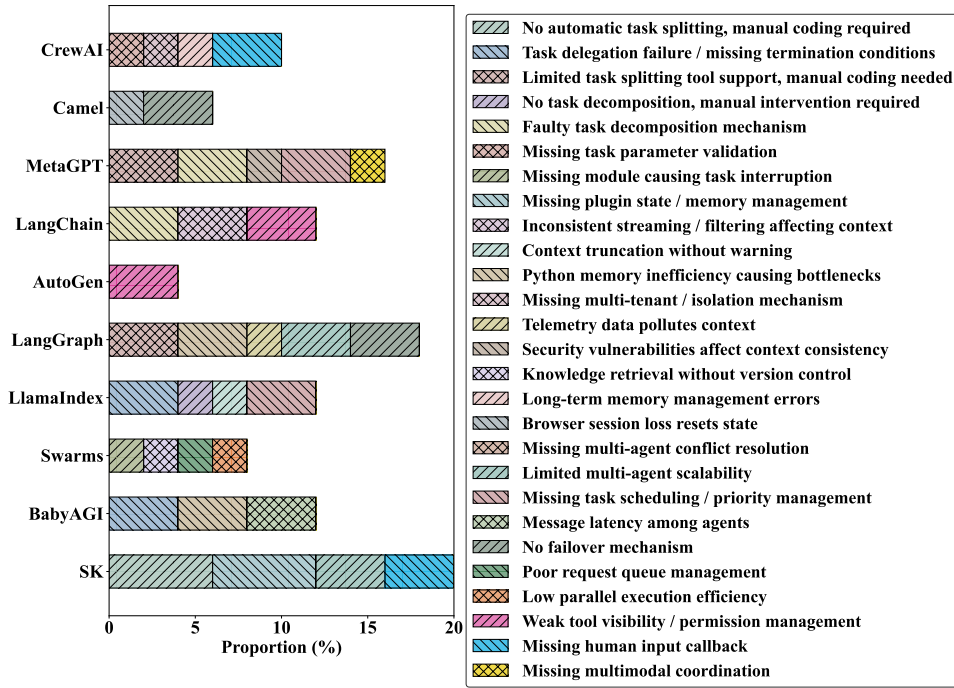 CrewAI
Camel
MetaGPT
LangChain
AutoGen
LangGraph
LlamaIndex
Swarms
BabyAGI
SK
0 5 10 15 20
Proportion (%)
No automatic task splitting, manual coding required
Task delegation failure / missing termination conditions
Limited task splitting tool support, manual coding needed
No task decomposition, manual intervention required
Faulty task decomposition mechanism
Missing task parameter validation
Missing module causing task interruption
Missing plugin state / memory management
Inconsistent streaming / filtering affecting context
Context truncation without warning
Python memory inefficiency causing bottlenecks
Missing multi-tenant / isolation mechanism
Telemetry data pollutes context
Security vulnerabilities affect context consistency
Knowledge retrieval without version control
Long-term memory management errors
Browser session loss resets state
Missing multi-agent conflict resolution
Limited multi-agent scalability
Missing task scheduling / priority management
Message latency among agents
No failover mechanism
Poor request queue management
Low parallel execution efficiency
Weak tool visibility / permission management
Missing human input callback
Missing multimodal coordination